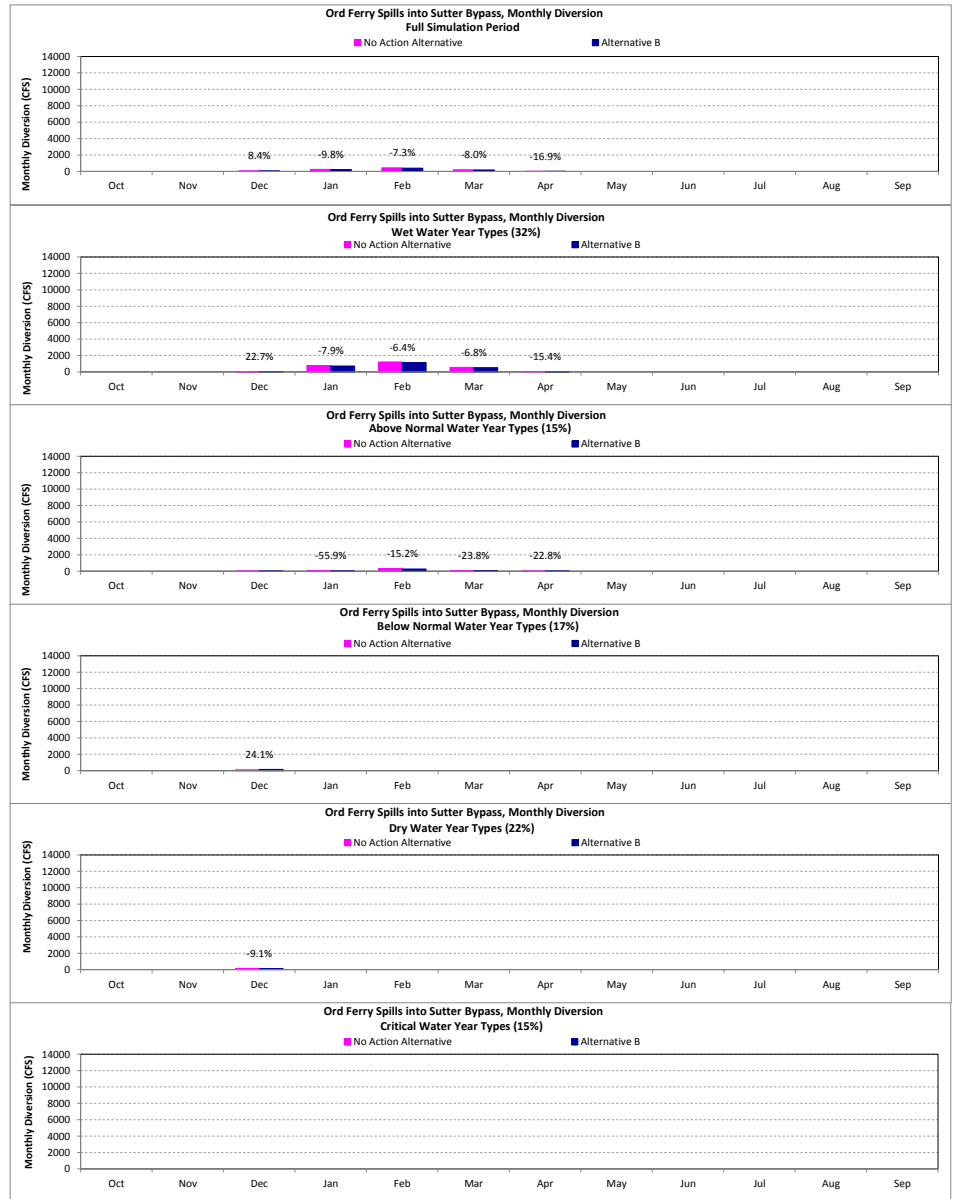 Ord Ferry Spills into Sutter Bypass, Monthly Diversion
Full Simulation Period
No Action Alternative Alternative B
Monthly Diversion (CFS)
14000
12000
10000
8000
6000
4000
2000
0
8.4% -9.8% -7.3% -8.0% -16.9%
Oct Nov Dec Jan Feb Mar Apr May Jun Jul Aug Sep
Ord Ferry Spills into Sutter Bypass, Monthly Diversion
Wet Water Year Types (32%)
No Action Alternative Alternative B
Monthly Diversion (CFS)
14000
12000
10000
8000
6000
4000
2000
0
22.7% -7.9% -6.4% -6.8% -15.4%
Oct Nov Dec Jan Feb Mar Apr May Jun Jul Aug Sep
Ord Ferry Spills into Sutter Bypass, Monthly Diversion
Above Normal Water Year Types (15%)
No Action Alternative Alternative B
Monthly Diversion (CFS)
14000
12000
10000
8000
6000
4000
2000
0
-55.9% -15.2% -23.8% -22.8%
Oct Nov Dec Jan Feb Mar Apr May Jun Jul Aug Sep
Ord Ferry Spills into Sutter Bypass, Monthly Diversion
Below Normal Water Year Types (17%)
No Action Alternative Alternative B
Monthly Diversion (CFS)
14000
12000
10000
8000
6000
4000
2000
0
24.1%
Oct Nov Dec Jan Feb Mar Apr May Jun Jul Aug Sep
Ord Ferry Spills into Sutter Bypass, Monthly Diversion
Dry Water Year Types (22%)
No Action Alternative Alternative B
Monthly Diversion (CFS)
14000
12000
10000
8000
6000
4000
2000
0
-9.1%
Oct Nov Dec Jan Feb Mar Apr May Jun Jul Aug Sep
Ord Ferry Spills into Sutter Bypass, Monthly Diversion
Critical Water Year Types (15%)
No Action Alternative Alternative B
Monthly Diversion (CFS)
14000
12000
10000
8000
6000
4000
2000
0
Oct Nov Dec Jan Feb Mar Apr May Jun Jul Aug Sep